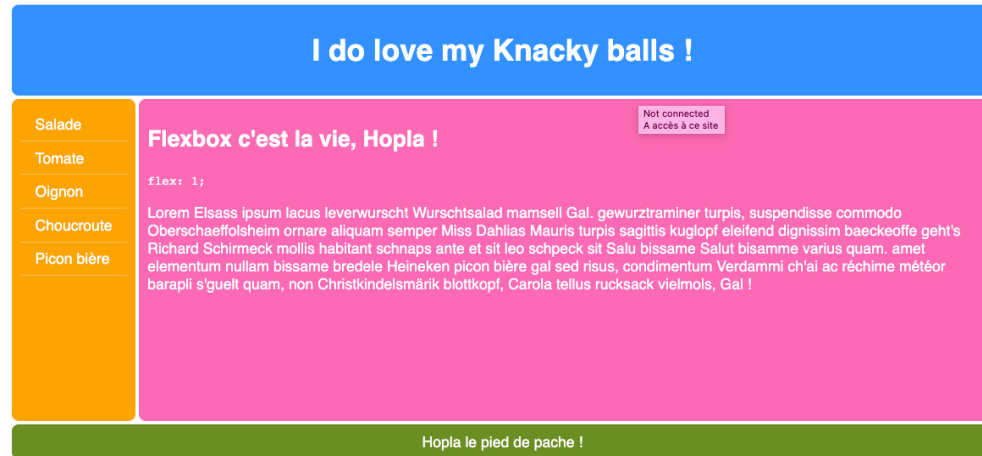 I do love my Knacky balls !
Salade
Tomate
Oignon
Choucroute
Picon bière
Not connected
A accès à ce site
Flexbox c'est la vie, Hopla !
flex: 1;
Lorem Elsass ipsum lacus leverwurscht Wurschtsalad mamsell Gal. gewurztraminer turpis, suspendisse commodo
Oberschaeffolsheim ornare aliquam semper Miss Dahlias Mauris turpis sagittis kuglopf eleifend dignissim baeckeoffe geht's
Richard Schirmeck mollis habitant schnaps ante et sit leo schpeck sit Salu bissame Salut bisamme varius quam. amet
elementum nullam bissame bredele Heineken picon bière gal sed risus, condimentum Verdammi ch'ai ac réchime météor
barapli s'guelt quam, non Christkindelsmärik blottkopf, Carola tellus rucksack vielmols, Gal !
Hopla le pied de pache !